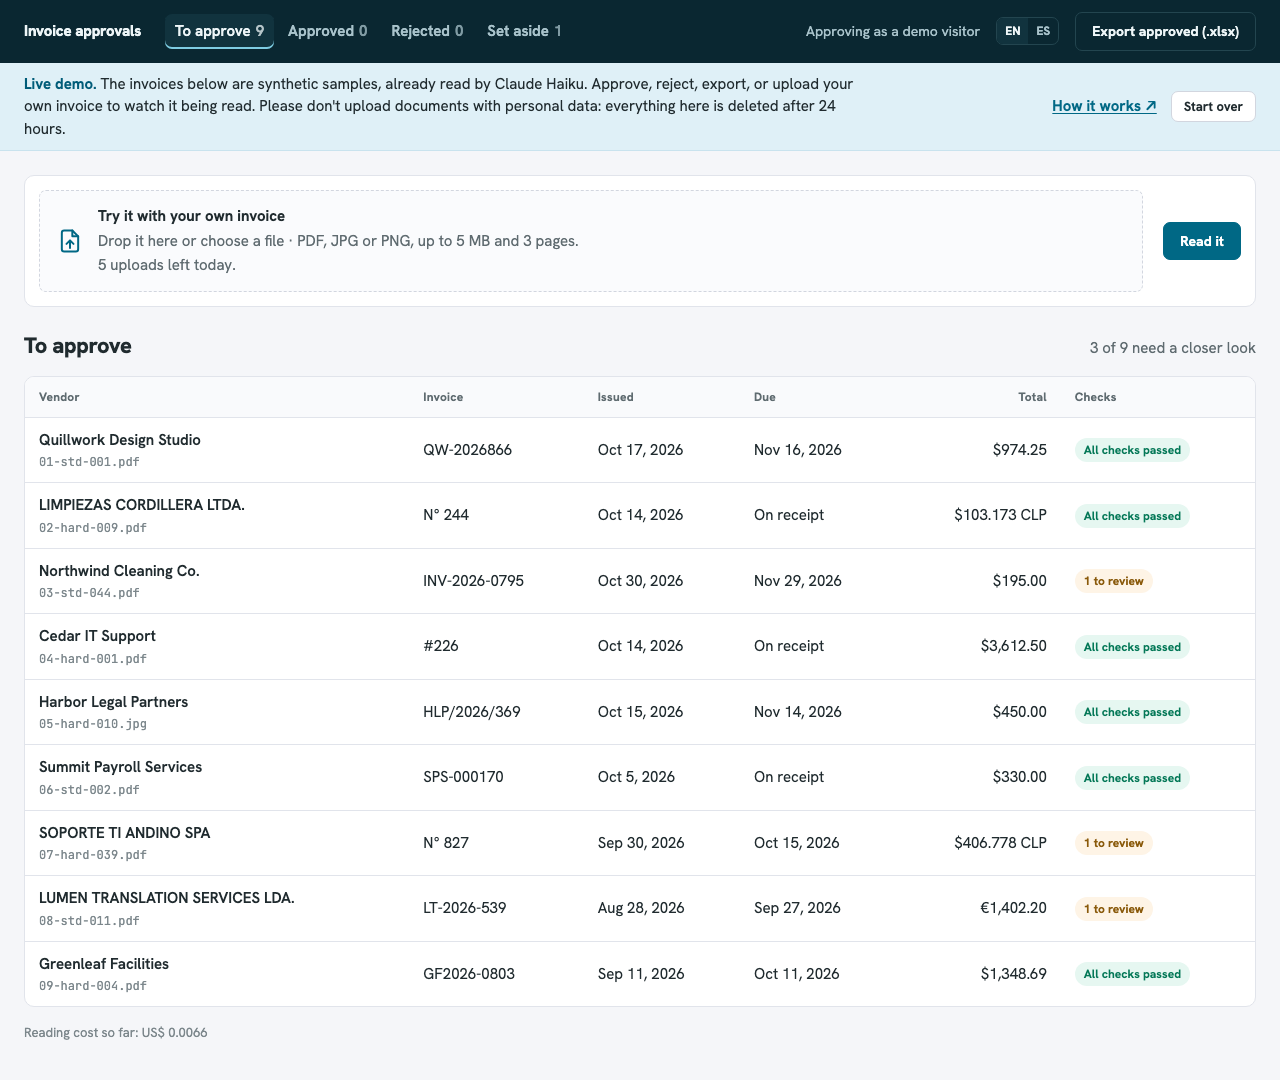 Invoice approvals To approve 9 Approved 0 Rejected 0 Set aside 1 Approving as a demo visitor EN ES Export approved (.xlsx)
Live demo. The invoices below are synthetic samples, already read by Claude Haiku. Approve, reject, export, or upload your
own invoice to watch it being read. Please don't upload documents with personal data: everything here is deleted after 24
hours.
How it works ↗ Start over
Try it with your own invoice
Drop it here or choose a file · PDF, JPG or PNG, up to 5 MB and 3 pages.
5 uploads left today.
Read it
To approve
3 of 9 need a closer look
Vendor Invoice Issued Due Total Checks
Quillwork Design Studio
01-std-001.pdf
QW-2026866 Oct 17, 2026 Nov 16, 2026 $974.25 All checks passed
LIMPIEZAS CORDILLERA LTDA.
02-hard-009.pdf
N° 244 Oct 14, 2026 On receipt $103.173 CLP All checks passed
Northwind Cleaning Co.
03-std-044.pdf
INV-2026-0795 Oct 30, 2026 Nov 29, 2026 $195.00 1 to review
Cedar IT Support
04-hard-001.pdf
#226 Oct 14, 2026 On receipt $3,612.50 All checks passed
Harbor Legal Partners
05-hard-010.jpg
HLP/2026/369 Oct 15, 2026 Nov 14, 2026 $450.00 All checks passed
Summit Payroll Services
06-std-002.pdf
SPS-000170 Oct 5, 2026 On receipt $330.00 All checks passed
SOPORTE TI ANDINO SPA
07-hard-039.pdf
N° 827 Sep 30, 2026 Oct 15, 2026 $406.778 CLP 1 to review
LUMEN TRANSLATION SERVICES LDA.
08-std-011.pdf
LT-2026-539 Aug 28, 2026 Sep 27, 2026 €1,402.20 1 to review
Greenleaf Facilities
09-hard-004.pdf
GF2026-0803 Sep 11, 2026 Oct 11, 2026 $1,348.69 All checks passed
Reading cost so far: US$ 0.0066